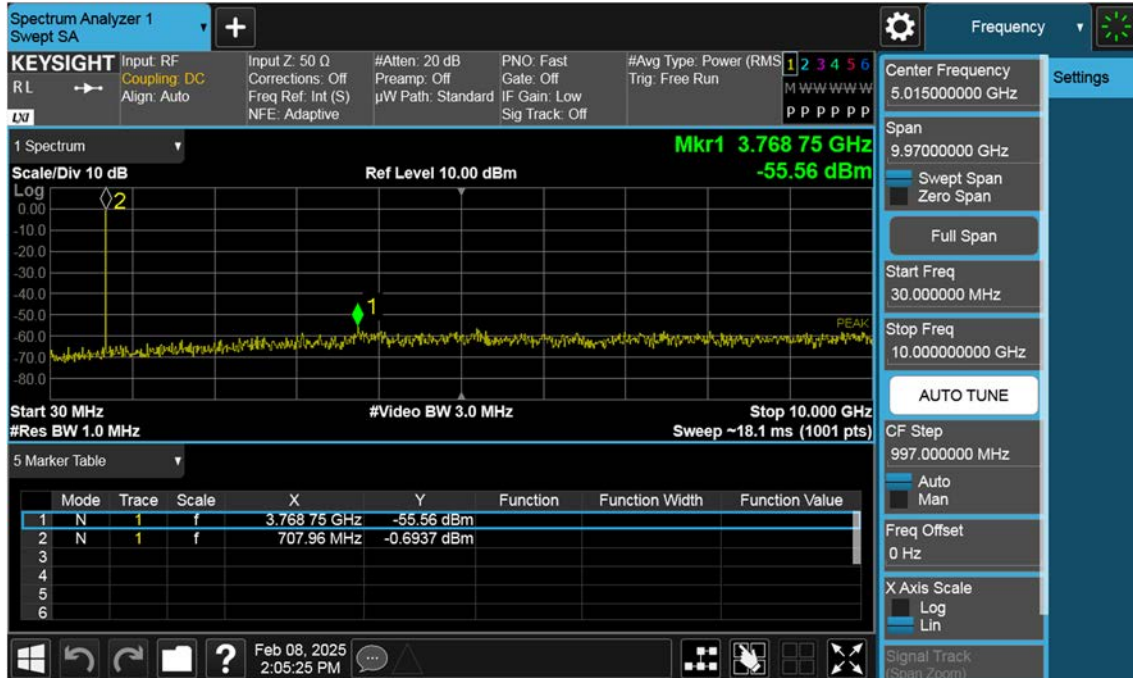 Spectrum Analyzer 1
Swept SA
Frequency
KEYSIGHT
R L
LXI
Input: RF
Coupling: DC
Align: Auto
Input Z: 50 Ω
Corrections: Off
Freq Ref: Int (S)
NFE: Adaptive
#Atten: 20 dB
Preamp: Off
µW Path: Standard
PNO: Fast
Gate: Off
IF Gain: Low
Sig Track: Off
#Avg Type: Power (RMS
Trig: Free Run
1 2 3 4 5 6
M W W W W W
P P P P P P
Center Frequency
5.015000000 GHz
Settings
Span
9.97000000 GHz
Swept Span
Zero Span
Full Span
Start Freq
30.000000 MHz
Stop Freq
10.000000000 GHz
AUTO TUNE
CF Step
997.000000 MHz
Auto
Man
Freq Offset
0 Hz
X Axis Scale
Log
Lin
Signal Track
(Span Zoom)
1 Spectrum
Mkr1 3.768 75 GHz
-55.56 dBm
Scale/Div 10 dB
Ref Level 10.00 dBm
Log
0.00
-10.0
-20.0
-30.0
-40.0
-50.0
-60.0
-70.0
-80.0
2
1
PEAK
Start 30 MHz
#Video BW 3.0 MHz
Stop 10.000 GHz
#Res BW 1.0 MHz
Sweep ~18.1 ms (1001 pts)
5 Marker Table
Mode Trace Scale X Y Function Function Width Function Value
1 N 1 f 3.768 75 GHz -55.56 dBm
2 N 1 f 707.96 MHz -0.6937 dBm
3
4
5
6
Feb 08, 2025
2:05:25 PM